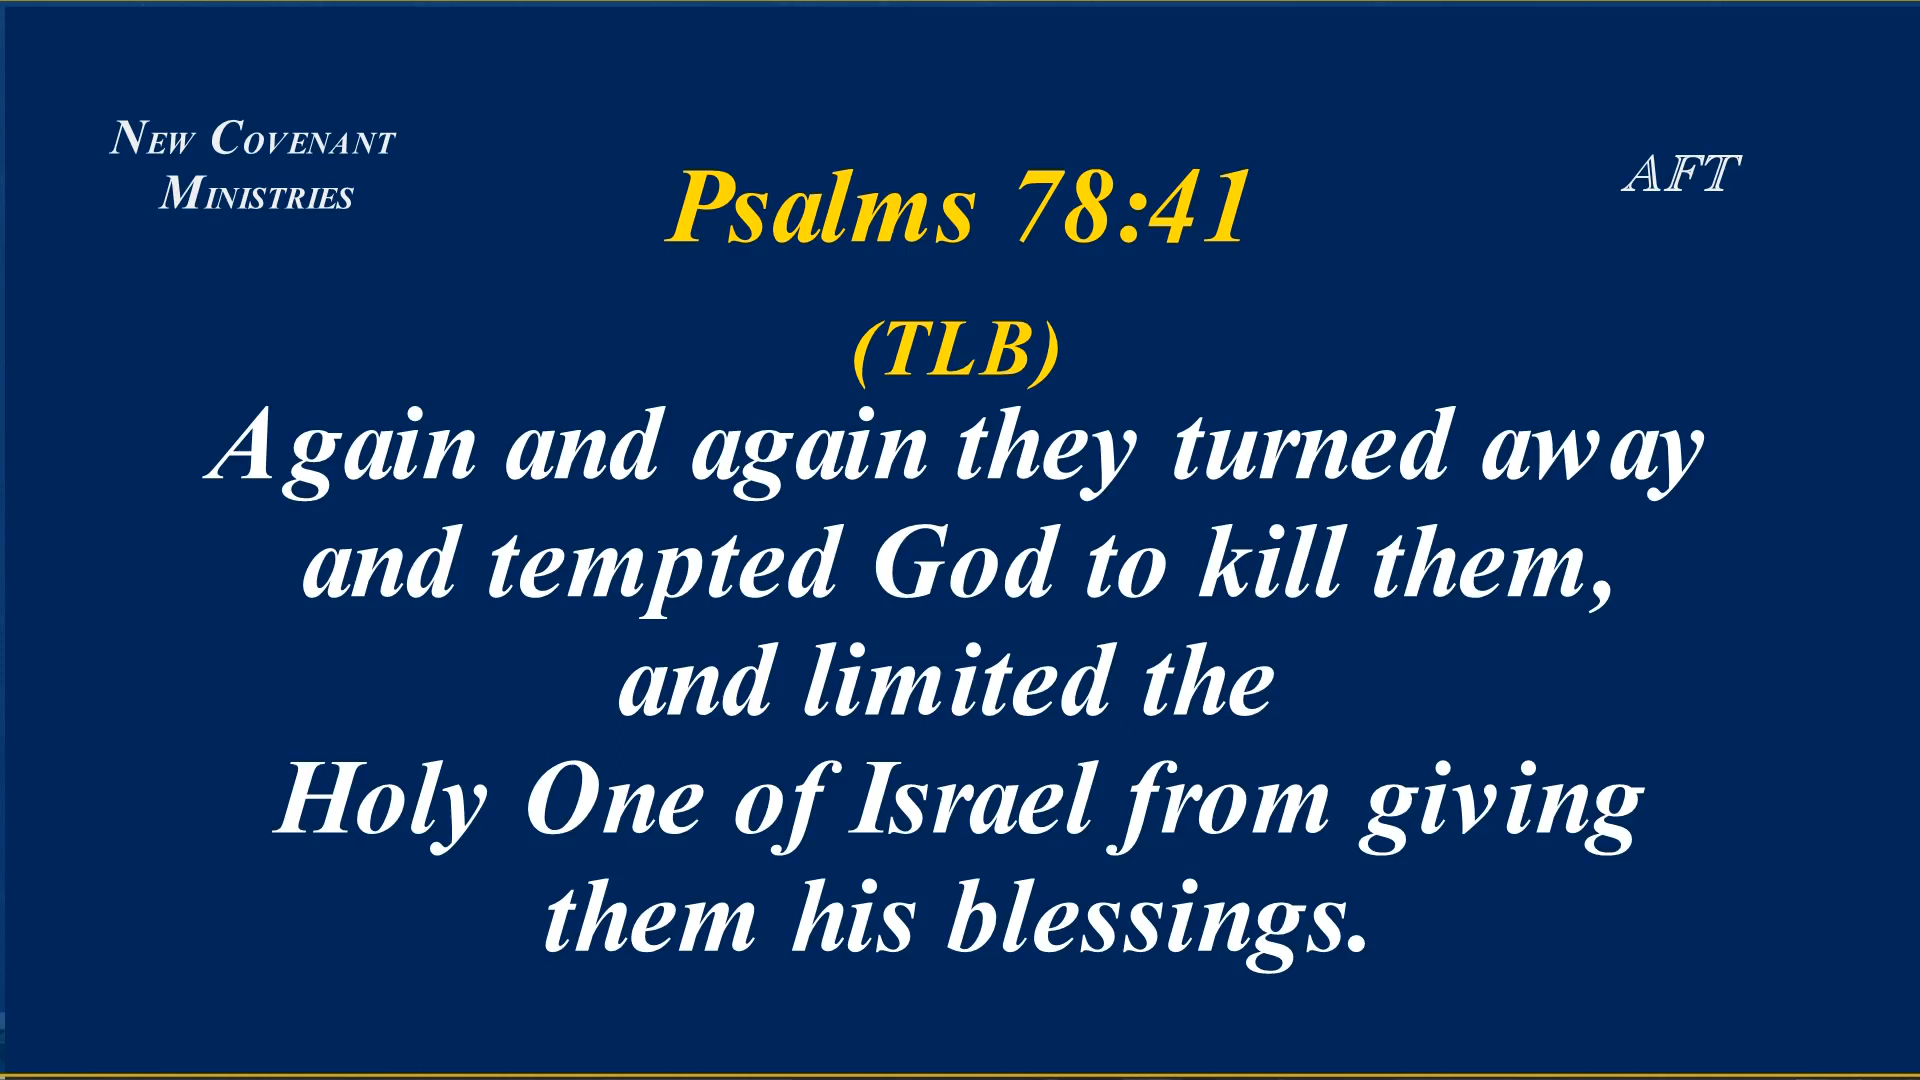 New Covenant
Ministries
AFT
Psalms 78:41
(TLB)
Again and again they turned away
and tempted God to kill them,
and limited the
Holy One of Israel from giving
them his blessings.